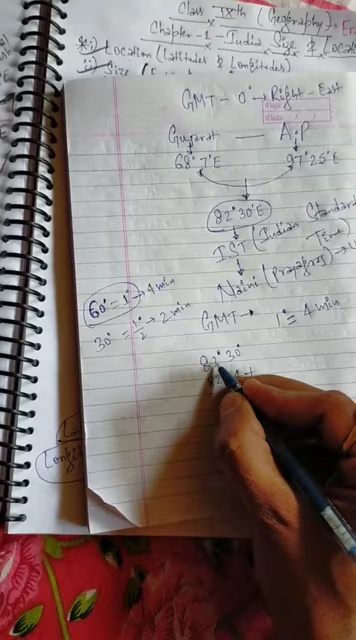 Class IXth (Geography)
Chapter-1 - India Size & Locat
*i) Location (Latitudes & Longitudes)
ii) Size
GMT - 0° → Right - East
Gujarat — A.P
68° 7'E 97° 25'E
82° 30'E
IST (Indian Standard
Time)
Naini (Prayagraj) → U
60' = 1° → 4 min
30' = 1/2° → 2 min
GMT → 1° = 4 min
82° 30'